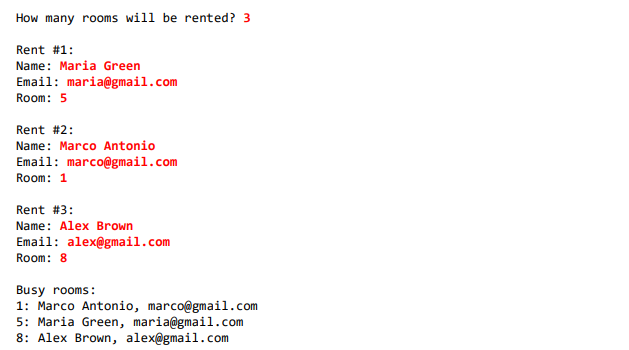 How many rooms will be rented? 3
Rent #1:
Name: Maria Green
Email: maria@gmail.com
Room: 5
Rent #2:
Name: Marco Antonio
Email: marco@gmail.com
Room: 1
Rent #3:
Name: Alex Brown
Email: alex@gmail.com
Room: 8
Busy rooms:
1: Marco Antonio, marco@gmail.com
5: Maria Green, maria@gmail.com
8: Alex Brown, alex@gmail.com